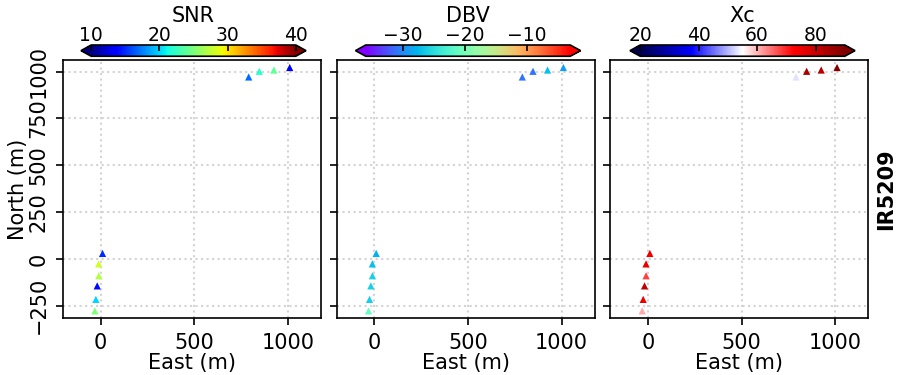 SNR DBV Xc
10 20 30 40 −30 −20 −10 20 40 60 80
North (m)
1000
750
500
250
0
−250
IR5209
0 500 1000 0 500 1000 0 500 1000
East (m) East (m) East (m)